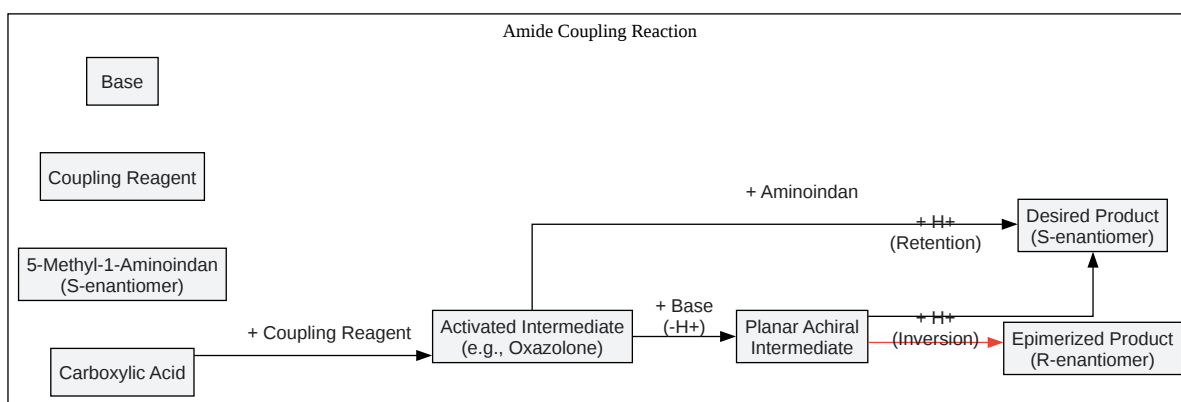 Amide Coupling Reaction
Base
Coupling Reagent
5-Methyl-1-Aminoindan
(S-enantiomer)
Carboxylic Acid
+ Coupling Reagent
Activated Intermediate
(e.g., Oxazolone)
+ Base
(-H+)
Planar Achiral
Intermediate
+ Aminoindan
+ H+
(Retention)
Desired Product
(S-enantiomer)
+ H+
(Inversion)
Epimerized Product
(R-enantiomer)